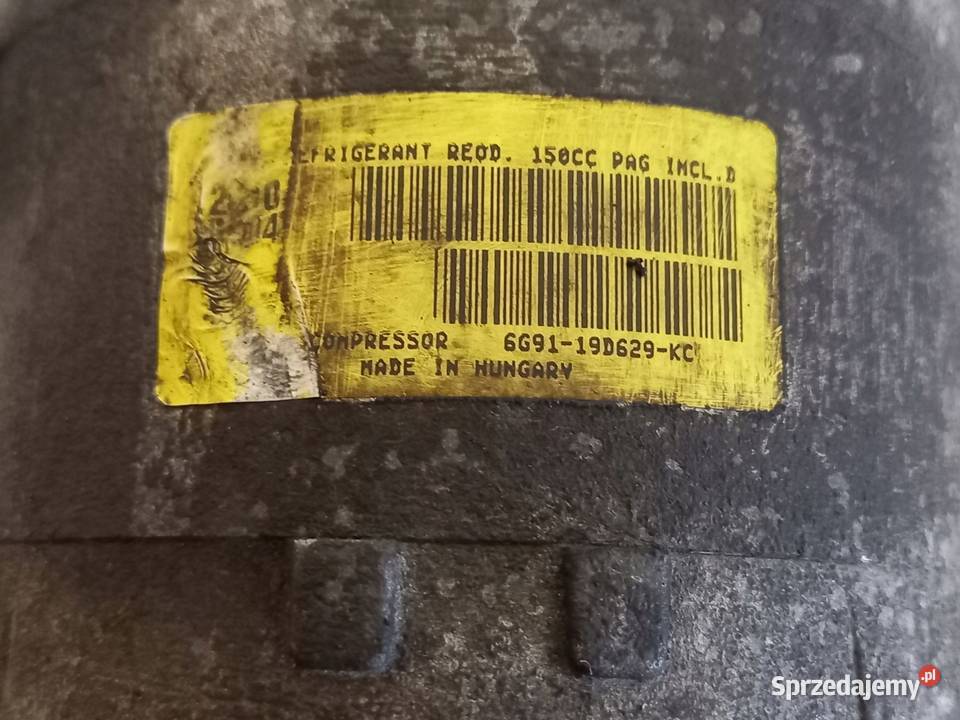 EFRIGERANT REQD. 150CC PAG INCL.D
COMPRESSOR 6G91-19D629-KC
MADE IN HUNGARY
Sprzedajemy.pl